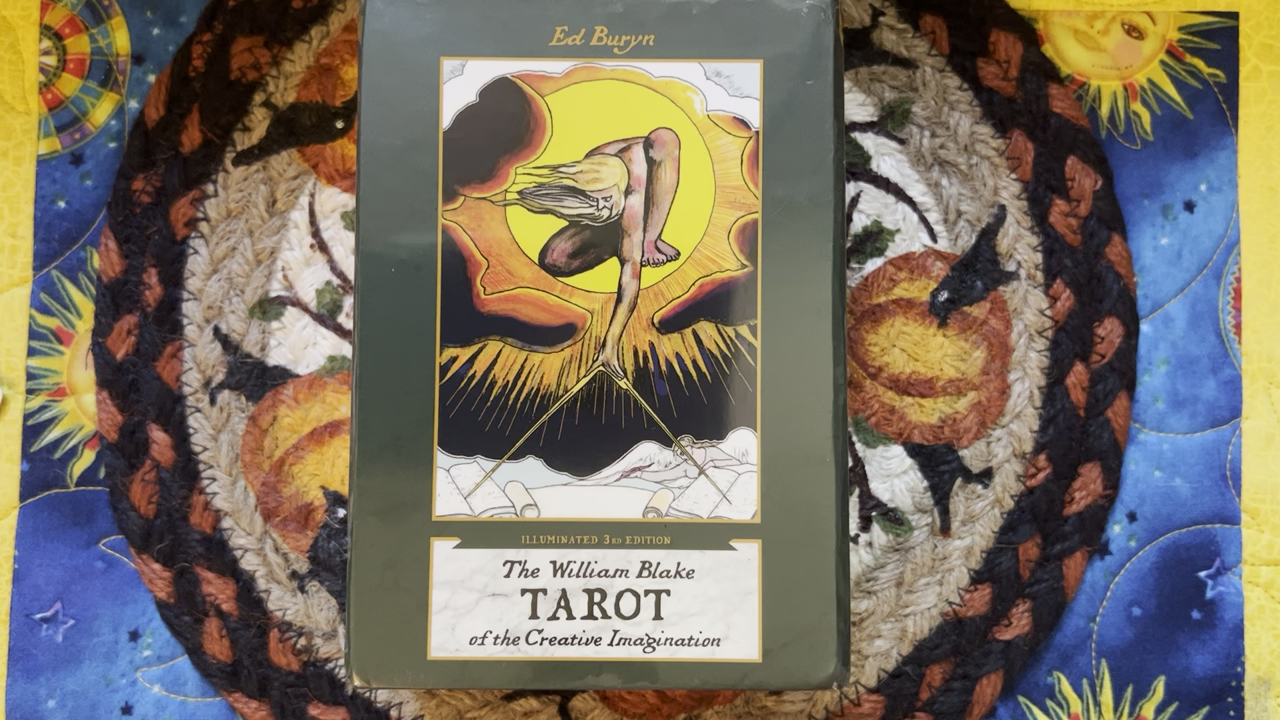 Ed Buryn
ILLUMINATED 3RD EDITION
The William Blake
TAROT
of the Creative Imagination